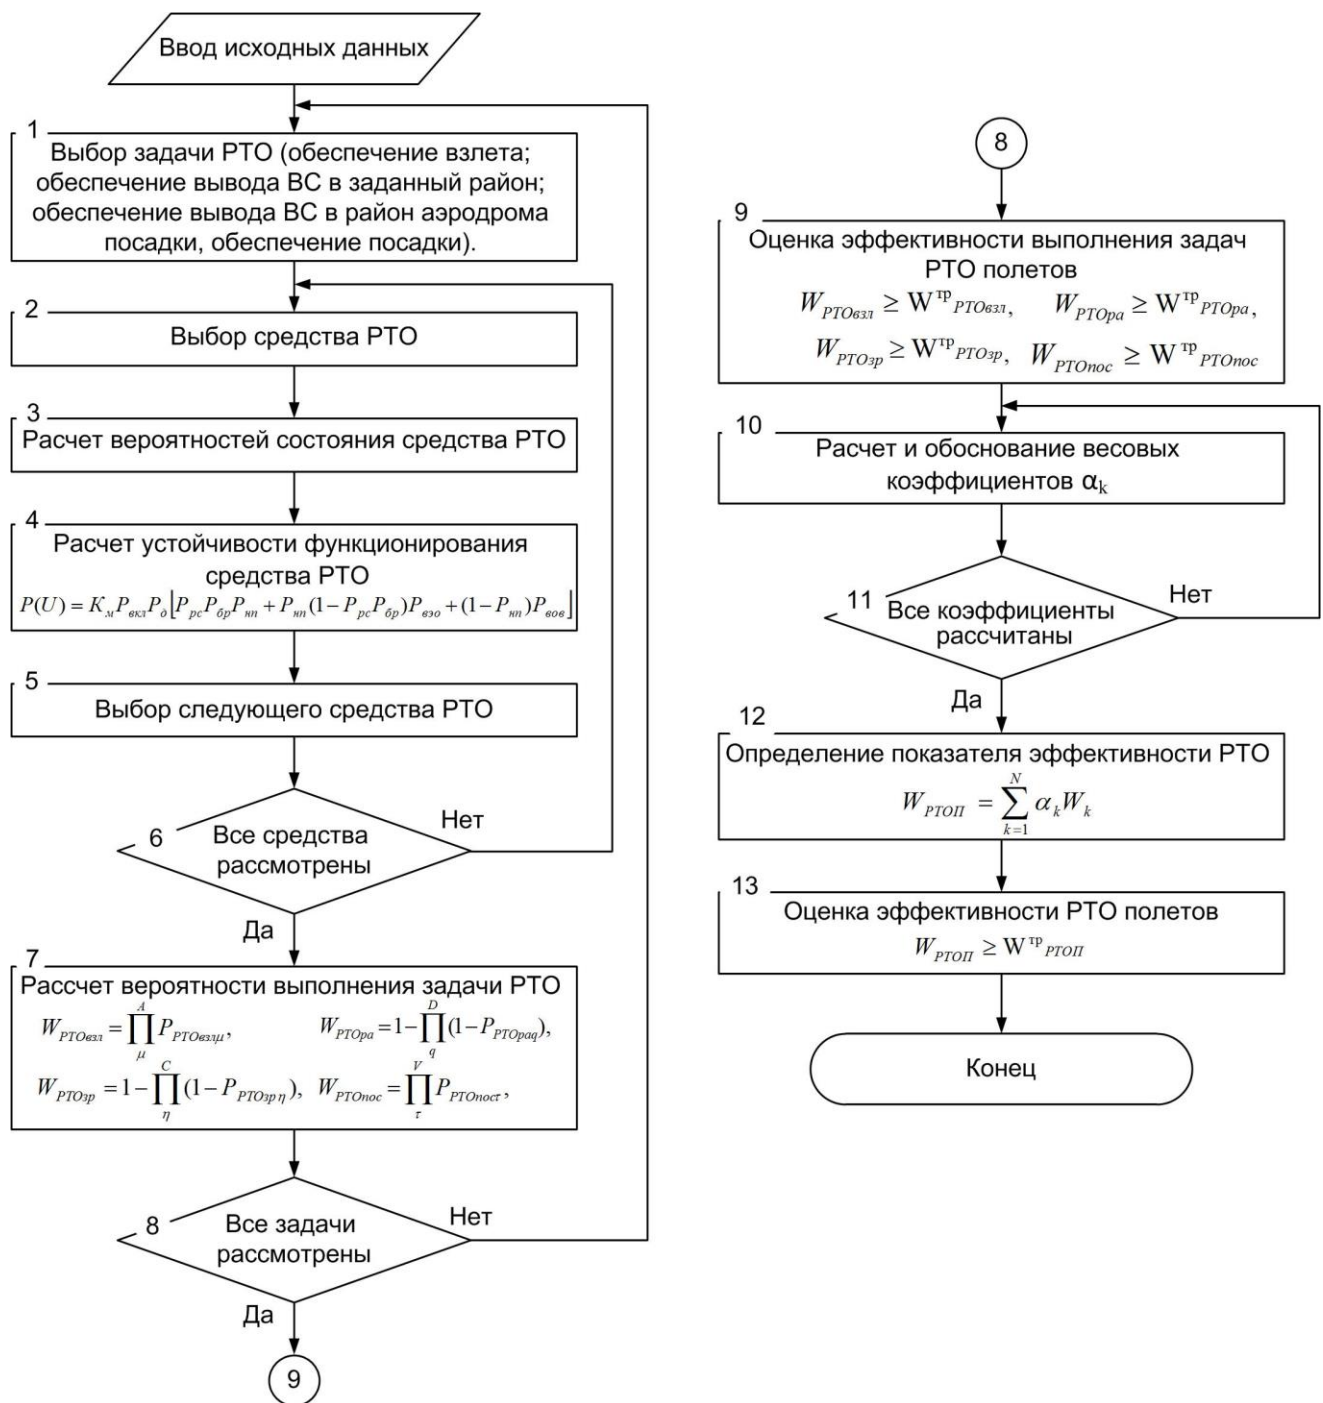 Ввод исходных данных
1
Выбор задачи РТО (обеспечение взлета;
обеспечение вывода ВС в заданный район;
обеспечение вывода ВС в район аэродрома
посадки, обеспечение посадки).
2
Выбор средства РТО
3
Расчет вероятностей состояния средства РТО
4
Расчет устойчивости функционирования
средства РТО
P(U) = K_м P_вкл P_д ⌊P_рс P_бр P_нп + P_нп (1 − P_рс P_бр) P_взо + (1 − P_нп) P_вов⌋
5
Выбор следующего средства РТО
6
Все средства
рассмотрены
Нет
Да
7
Рассчет вероятности выполнения задачи РТО
W_РТОвзл = ∏_μ^A P_РТОвзлμ, W_РТОра = 1 − ∏_q^D (1 − P_РТОраq),
W_РТОзр = 1 − ∏_η^C (1 − P_РТОзрη), W_РТОпос = ∏_τ^V P_РТОпосτ,
8
Все задачи
рассмотрены
Нет
Да
9
8
9
Оценка эффективности выполнения задач
РТО полетов
W_РТОвзл ≥ W^тр_РТОвзл, W_РТОра ≥ W^тр_РТОра,
W_РТОзр ≥ W^тр_РТОзр, W_РТОпос ≥ W^тр_РТОпос
10
Расчет и обоснование весовых
коэффициентов α_k
11
Все коэффициенты
рассчитаны
Нет
Да
12
Определение показателя эффективности РТО
W_РТОП = ∑_{k=1}^N α_k W_k
13
Оценка эффективности РТО полетов
W_РТОП ≥ W^тр_РТОП
Конец